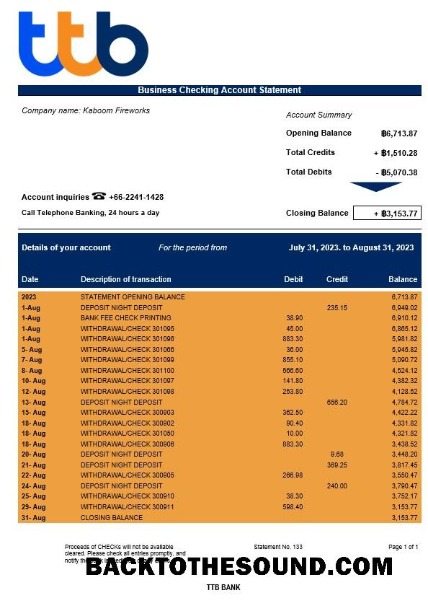 ttb
Business Checking Account Statement
Company name: Kaboom Fireworks
Account Summary
Opening Balance ฿6,713.87
Total Credits + ฿1,510.28
Total Debits - ฿5,070.38
Account inquiries ☎ +66-2241-1428
Call Telephone Banking, 24 hours a day
Closing Balance + ฿3,153.77
Details of your account For the period from July 31, 2023. to August 31, 2023
Date Description of transaction Debit Credit Balance
2023 STATEMENT OPENING BALANCE 6,713.87
1-Aug DEPOSIT NIGHT DEPOSIT 235.15 6,949.02
1-Aug BANK FEE CHECK PRINTING 38.90 6,910.12
1-Aug WITHDRAWAL/CHECK 301095 45.00 6,865.12
1-Aug WITHDRAWAL/CHECK 301096 883.30 5,981.82
5- Aug WITHDRAWAL/CHECK 301066 36.00 5,945.82
7- Aug WITHDRAWAL/CHECK 301099 855.10 5,090.72
8- Aug WITHDRAWAL/CHECK 301100 566.60 4,524.12
10- Aug WITHDRAWAL/CHECK 301097 141.80 4,382.32
12- Aug WITHDRAWAL/CHECK 301098 253.80 4,128.52
13- Aug DEPOSIT NIGHT DEPOSIT 656.20 4,784.72
15- Aug WITHDRAWAL/CHECK 300903 362.50 4,422.22
18- Aug WITHDRAWAL/CHECK 300902 90.40 4,331.82
18- Aug WITHDRAWAL/CHECK 301050 10.00 4,321.82
18- Aug WITHDRAWAL/CHECK 300906 883.30 3,438.52
20- Aug DEPOSIT NIGHT DEPOSIT 9.68 3,448.20
21- Aug DEPOSIT NIGHT DEPOSIT 369.25 3,817.45
22- Aug WITHDRAWAL/CHECK 300905 266.98 3,550.47
24- Aug DEPOSIT NIGHT DEPOSIT 240.00 3,790.47
25- Aug WITHDRAWAL/CHECK 300910 38.30 3,752.17
29- Aug WITHDRAWAL/CHECK 300911 598.40 3,153.77
31- Aug CLOSING BALANCE 3,153.77
Proceeds of CHECKs will not be available Statement No. 133 Page 1 of 1
cleared. Please check all entries promptly, and
notify the
BACKTOTHESOUND.COM
TTB BANK